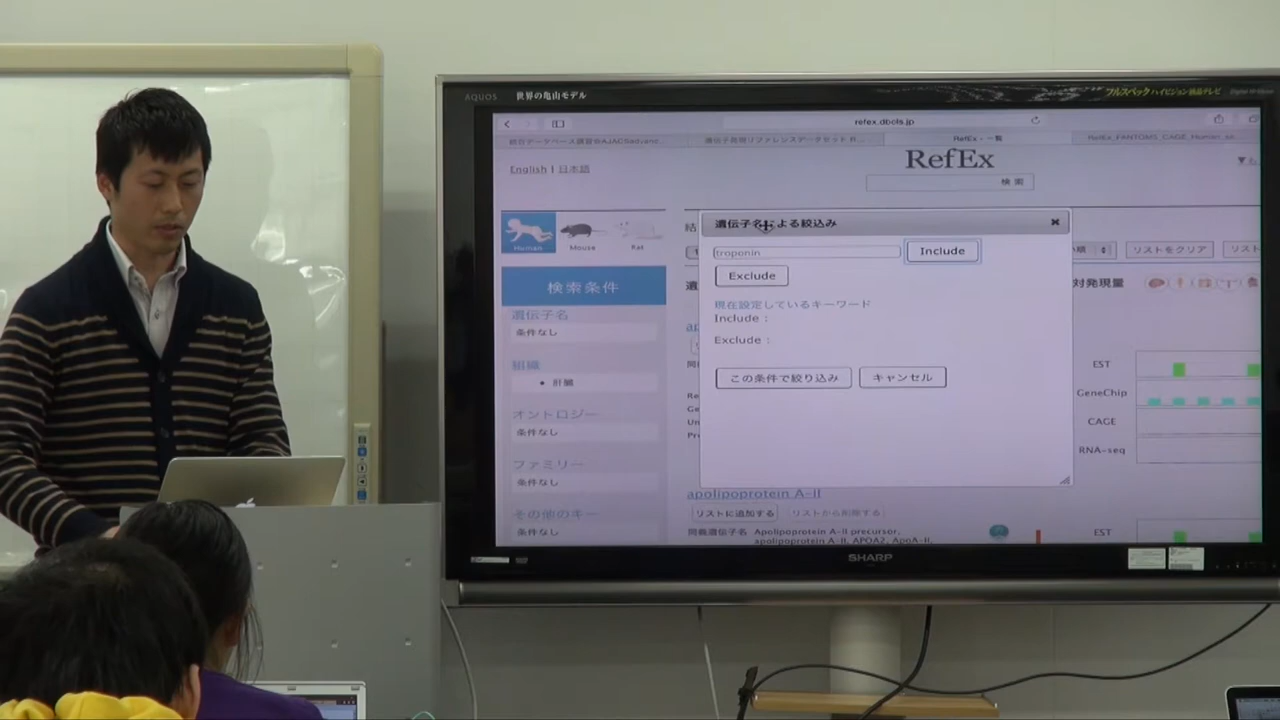 AQUOS 世界の亀山モデル
フルスペックハイビジョン液晶テレビ
refex.dbcls.jp
RefEx - 一覧
English | 日本語
RefEx
検索
Human
Mouse
Rat
検索条件
遺伝子名
条件なし
組織
• 肝臓
オントロジー
条件なし
ファミリー
条件なし
その他のキー
条件なし
遺伝子名による絞込み
troponin
Include
Exclude
現在設定しているキーワード
Include :
Exclude :
この条件で絞り込み
キャンセル
リストをクリア
リスト
対発現量
EST
GeneChip
CAGE
RNA-seq
apolipoprotein A-II
リストに追加する
リストから削除する
同義遺伝子名 Apolipoprotein A-II precursor,
apolipoprotein A-II, APOA2, ApoA-II,
EST
SHARP